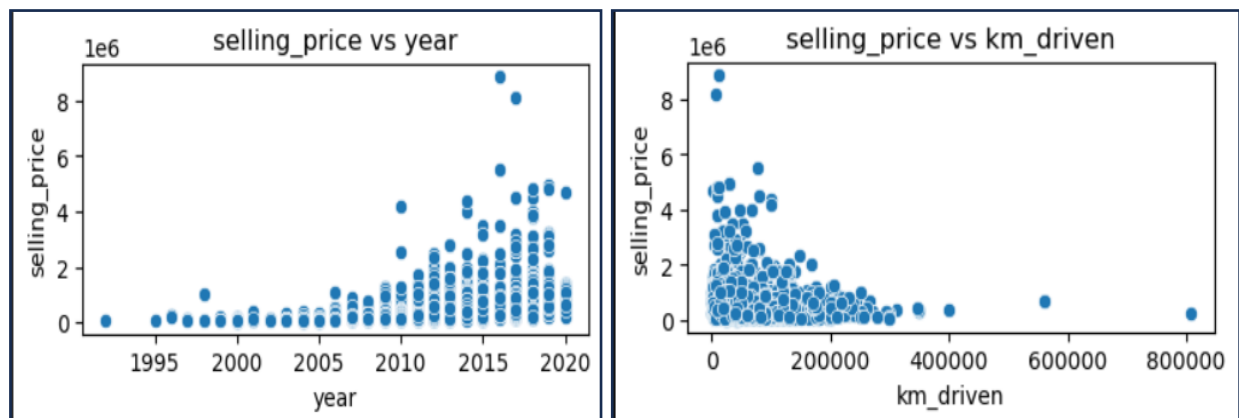 selling_price vs year
1e6
8
6
4
2
0
selling_price
1995 2000 2005 2010 2015 2020
year
selling_price vs km_driven
1e6
8
6
4
2
0
selling_price
0 200000 400000 600000 800000
km_driven